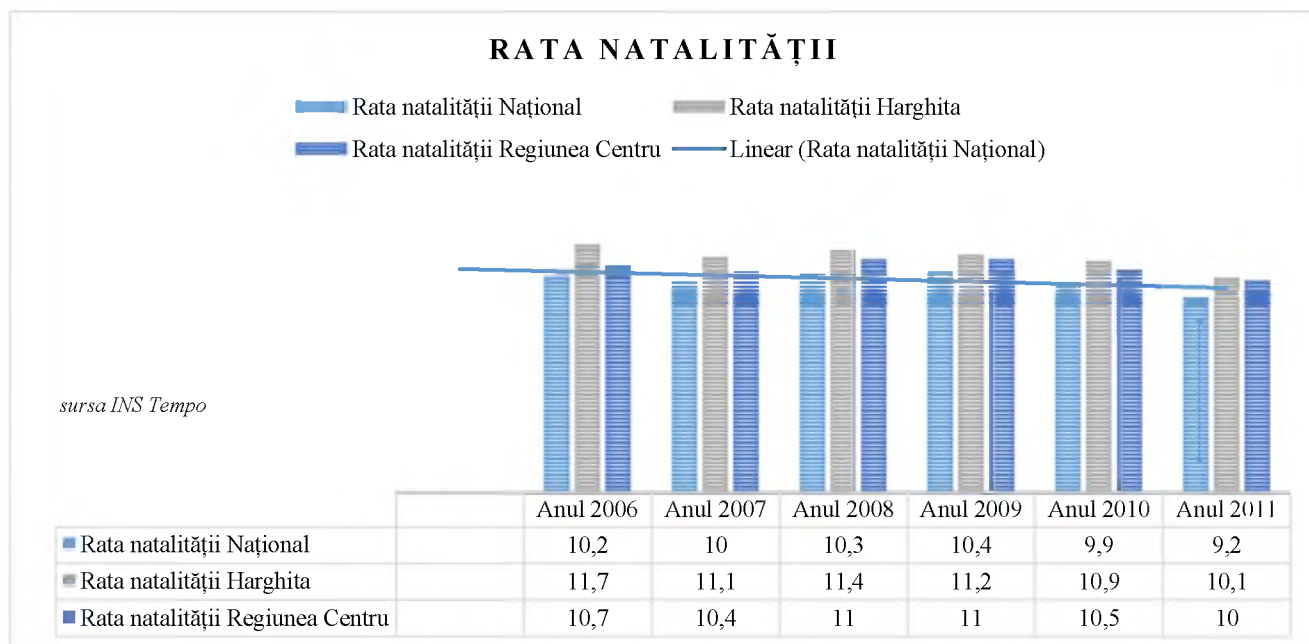 RATA NATALITĂȚII
Rata natalității Național Rata natalității Harghita
Rata natalității Regiunea Centru Linear (Rata natalității Național)
sursa INS Tempo
Anul 2006 Anul 2007 Anul 2008 Anul 2009 Anul 2010 Anul 2011
Rata natalității Național 10,2 10 10,3 10,4 9,9 9,2
Rata natalității Harghita 11,7 11,1 11,4 11,2 10,9 10,1
Rata natalității Regiunea Centru 10,7 10,4 11 11 10,5 10